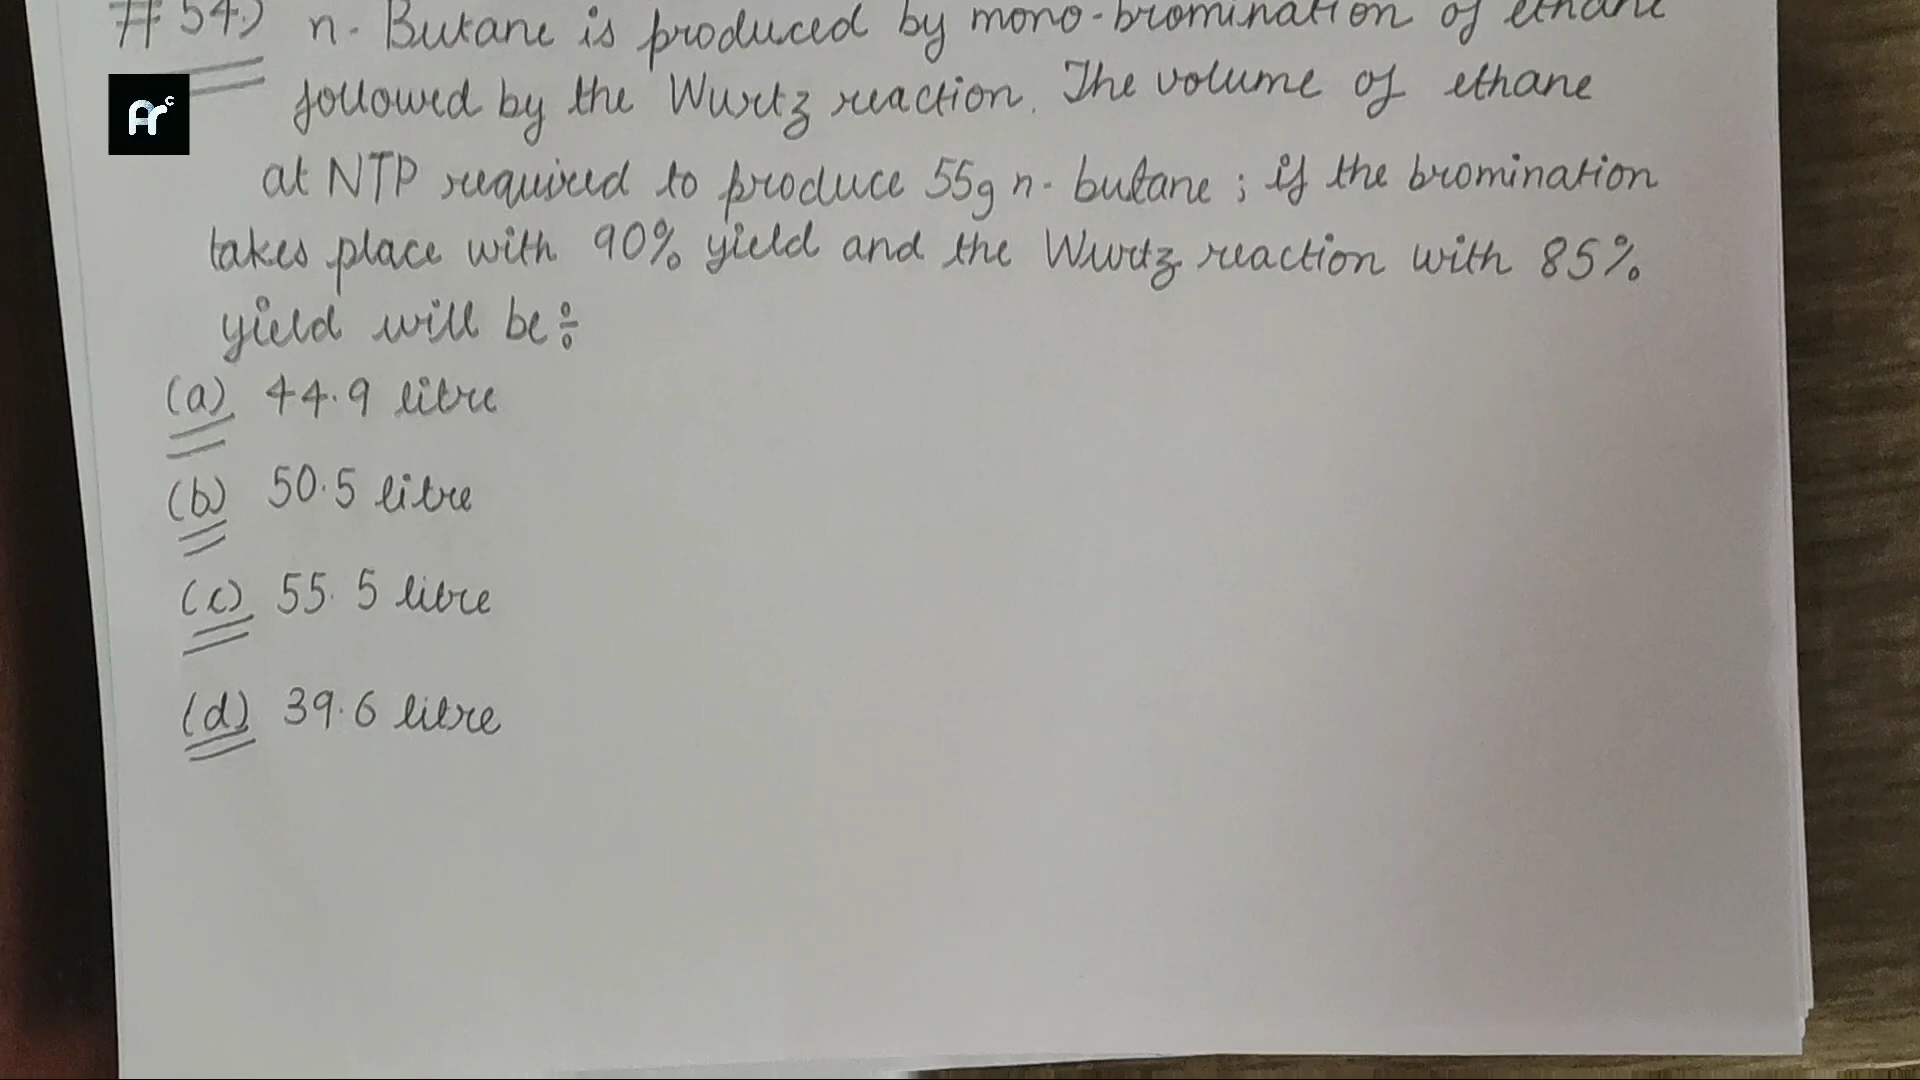 #54.) n-Butane is produced by mono-bromination of ethane
followed by the Wurtz reaction. The volume of ethane
at NTP required to produce 55g n-butane ; if the bromination
takes place with 90% yield and the Wurtz reaction with 85%
yield will be :
(a) 44.9 litre
(b) 50.5 litre
(c) 55.5 litre
(d) 39.6 litre
Ar c